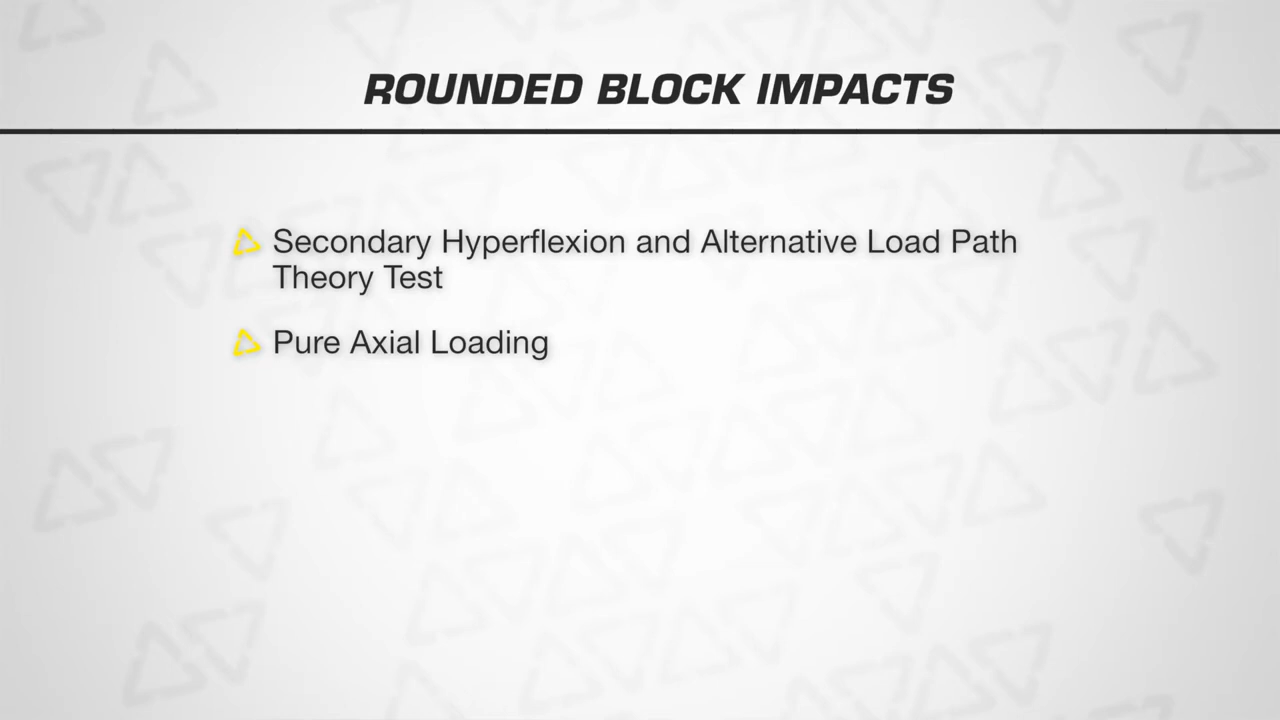 ROUNDED BLOCK IMPACTS
Secondary Hyperflexion and Alternative Load Path
Theory Test
Pure Axial Loading